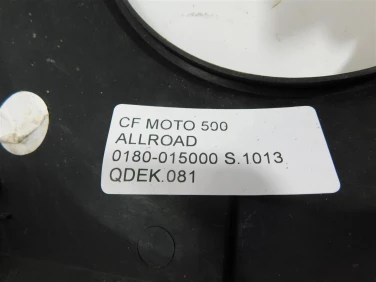 CF MOTO 500
ALLROAD
0180-015000 S.1013
QDEK.081